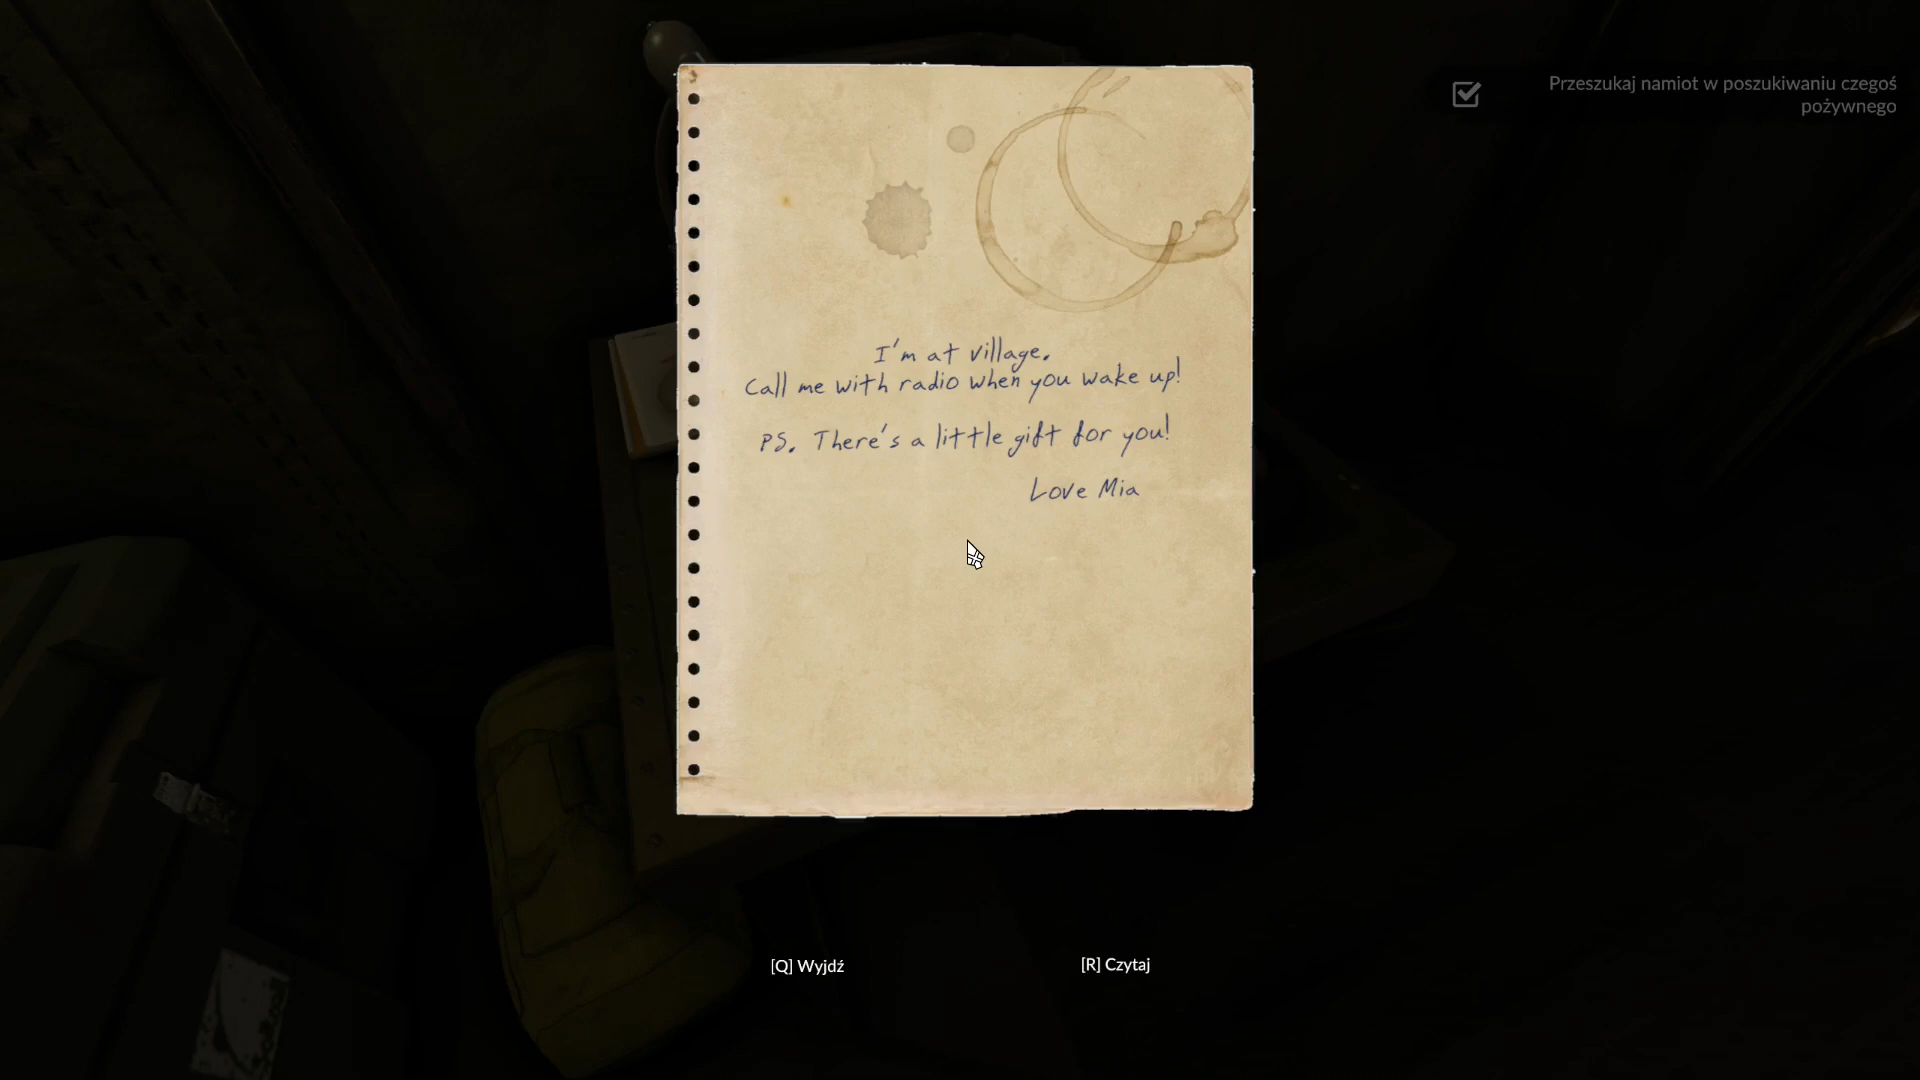 Przeszukaj namiot w poszukiwaniu czegoś
pożywnego
I'm at village.
Call me with radio when you wake up!
PS. There's a little gift for you!
Love Mia
[Q] Wyjdź
[R] Czytaj